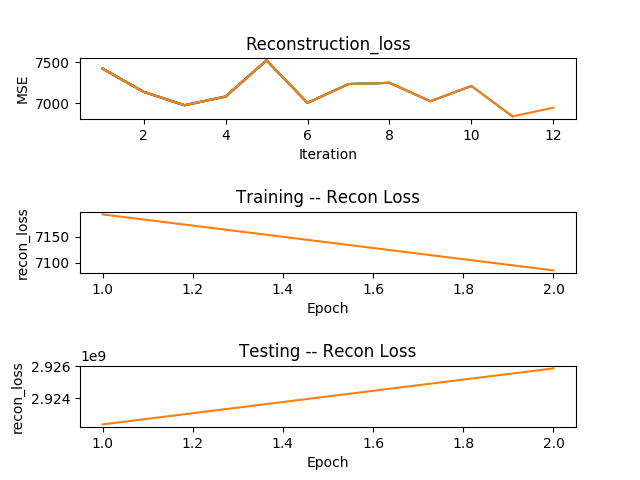 Reconstruction_loss
7500
7000
MSE
2 4 6 8 10 12
Iteration
Training -- Recon Loss
7150
7100
recon_loss
1.0 1.2 1.4 1.6 1.8 2.0
Epoch
Testing -- Recon Loss
1e9
2.926
2.924
recon_loss
1.0 1.2 1.4 1.6 1.8 2.0
Epoch